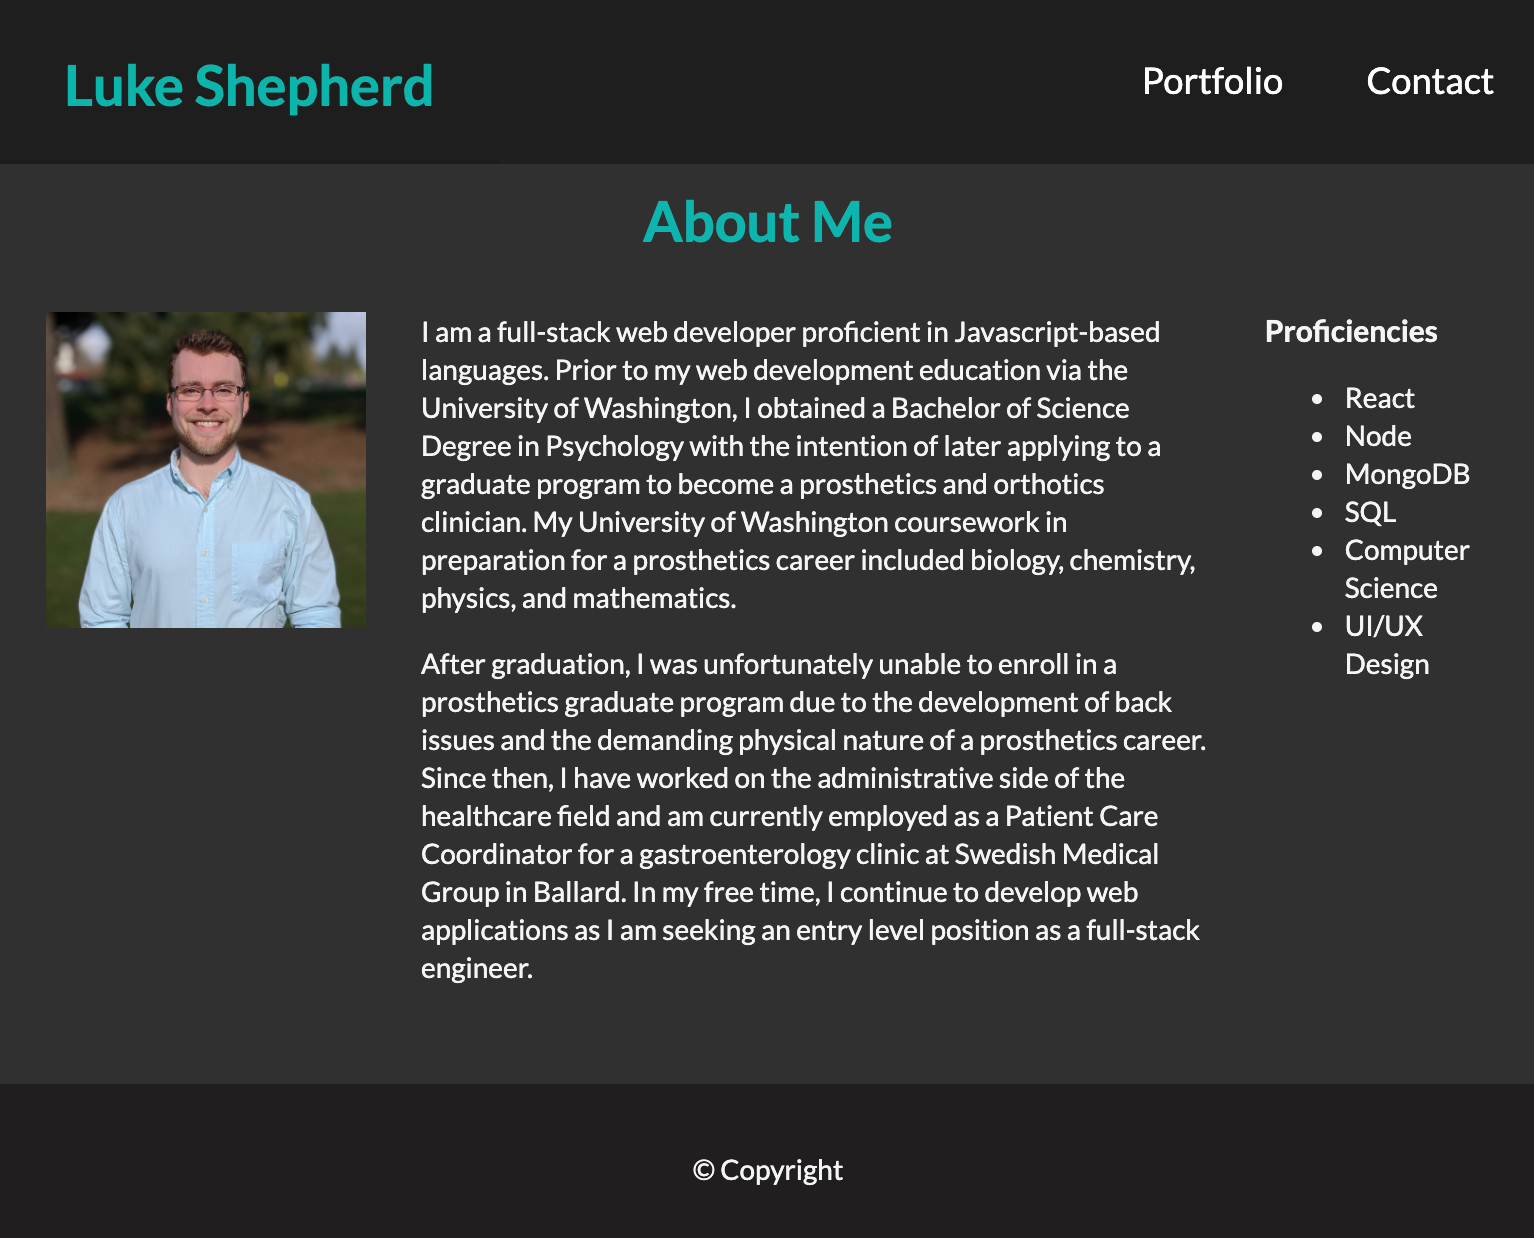 Luke Shepherd
Portfolio
Contact
About Me
I am a full-stack web developer proficient in Javascript-based
languages. Prior to my web development education via the
University of Washington, I obtained a Bachelor of Science
Degree in Psychology with the intention of later applying to a
graduate program to become a prosthetics and orthotics
clinician. My University of Washington coursework in
preparation for a prosthetics career included biology, chemistry,
physics, and mathematics.
After graduation, I was unfortunately unable to enroll in a
prosthetics graduate program due to the development of back
issues and the demanding physical nature of a prosthetics career.
Since then, I have worked on the administrative side of the
healthcare field and am currently employed as a Patient Care
Coordinator for a gastroenterology clinic at Swedish Medical
Group in Ballard. In my free time, I continue to develop web
applications as I am seeking an entry level position as a full-stack
engineer.
Proficiencies
• React
• Node
• MongoDB
• SQL
• Computer
Science
• UI/UX
Design
© Copyright